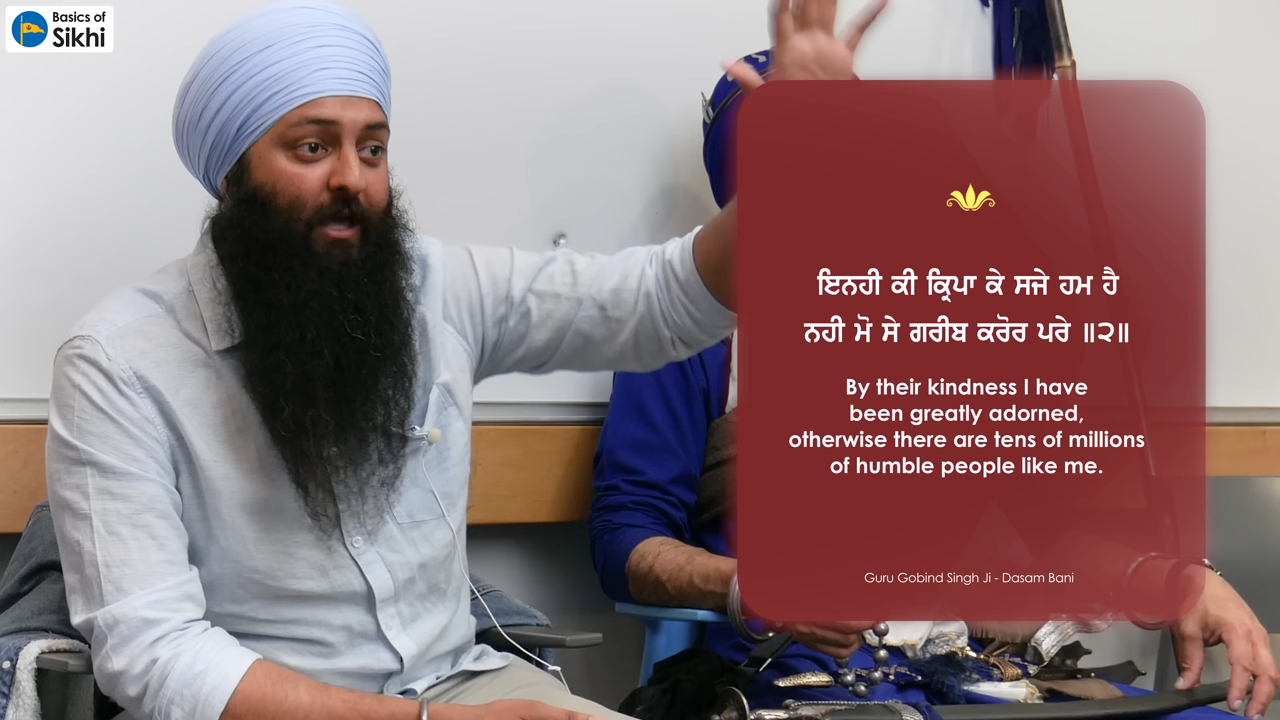 Basics of
Sikhi
ਇਨਹੀ ਕੀ ਕ੍ਰਿਪਾ ਕੇ ਸਜੇ ਹਮ ਹੈ
ਨਹੀ ਮੋ ਸੇ ਗਰੀਬ ਕਰੋਰ ਪਰੇ ॥੨॥
By their kindness I have
been greatly adorned,
otherwise there are tens of millions
of humble people like me.
Guru Gobind Singh Ji - Dasam Bani